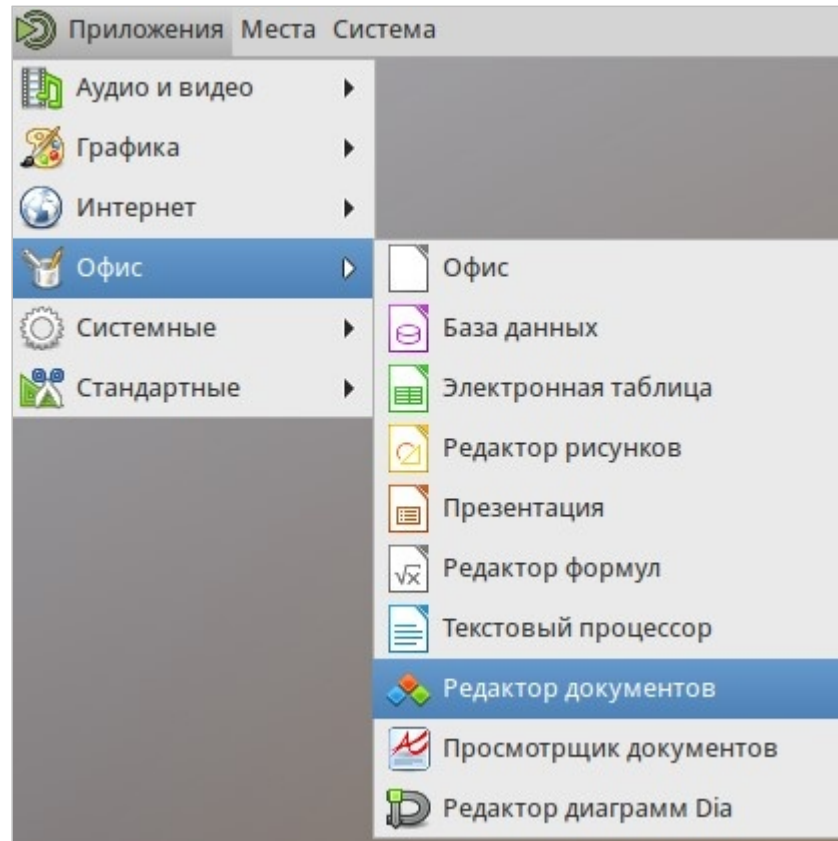 Приложения Места Система
Аудио и видео
Графика
Интернет
Офис
Системные
Стандартные
Офис
База данных
Электронная таблица
Редактор рисунков
Презентация
Редактор формул
Текстовый процессор
Редактор документов
Просмотрщик документов
Редактор диаграмм Dia